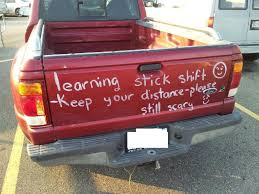 learning stick shift
-Keep your distance-please
still scary